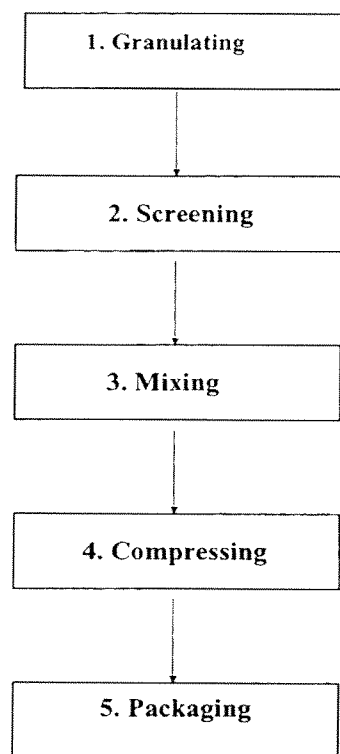 1. Granulating
2. Screening
3. Mixing
4. Compressing
5. Packaging